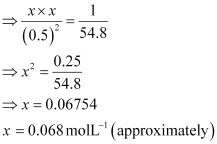 ⇒ x × x / (0.5)² = 1 / 54.8
⇒ x² = 0.25 / 54.8
⇒ x = 0.06754
x = 0.068 molL⁻¹ (approximately)